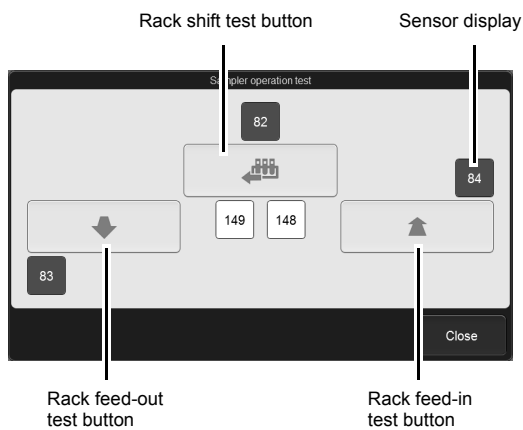 Rack shift test button
Sensor display
Sampler operation test
82
84
149
148
83
Close
Rack feed-out
test button
Rack feed-in
test button